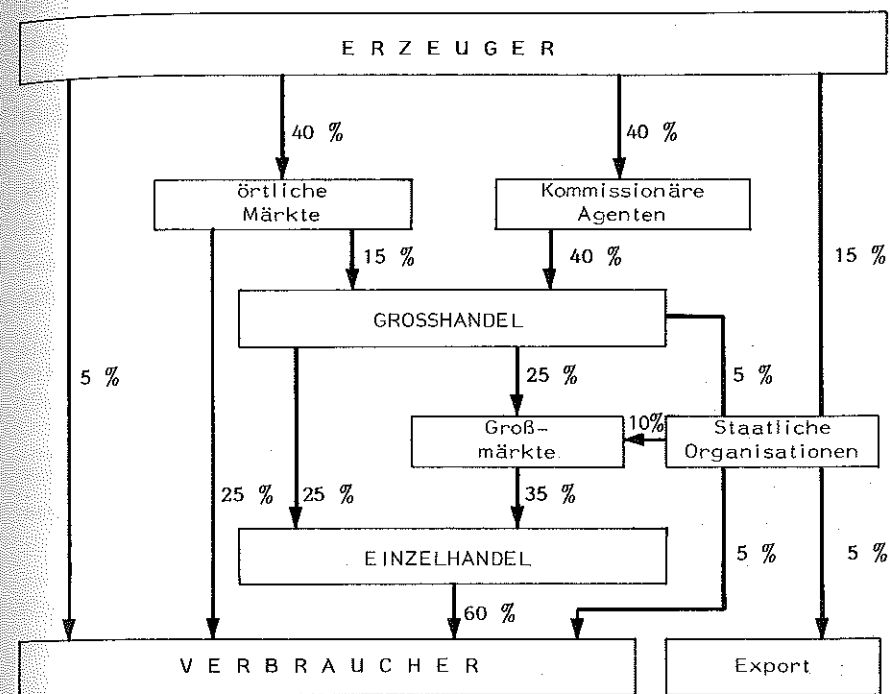 E R Z E U G E R
40 %
40 %
örtliche
Märkte
Kommissionäre
Agenten
15 %
40 %
15 %
GROSSHANDEL
5 %
25 %
5 %
Groß-
märkte
10%
Staatliche
Organisationen
25 %
25 %
35 %
EINZELHANDEL
5 %
5 %
60 %
V E R B R A U C H E R
Export